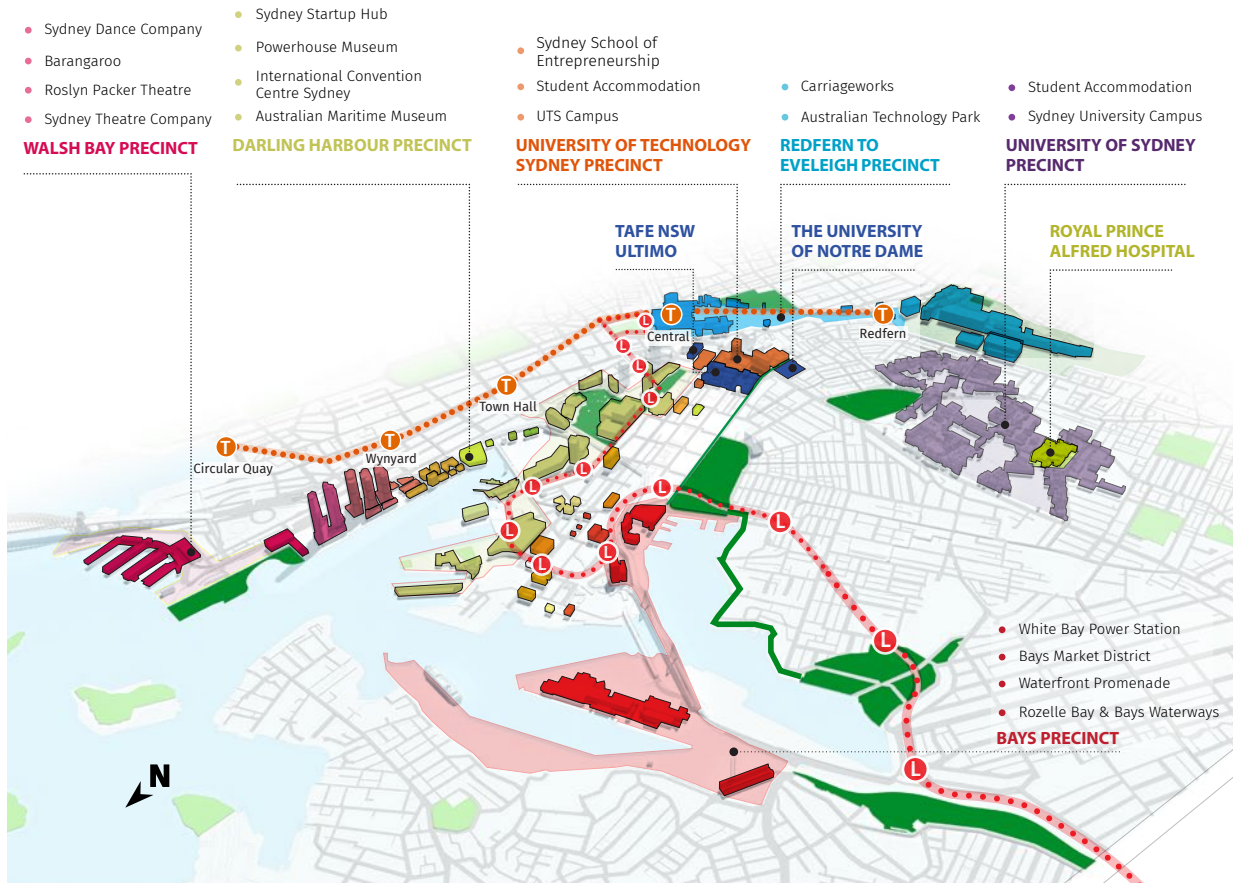 Sydney Dance Company
Barangaroo
Roslyn Packer Theatre
Sydney Theatre Company
WALSH BAY PRECINCT
Sydney Startup Hub
Powerhouse Museum
International Convention
Centre Sydney
Australian Maritime Museum
DARLING HARBOUR PRECINCT
Sydney School of
Entrepreneurship
Student Accommodation
UTS Campus
UNIVERSITY OF TECHNOLOGY
SYDNEY PRECINCT
Carriageworks
Australian Technology Park
REDFERN TO
EVELEIGH PRECINCT
Student Accommodation
Sydney University Campus
UNIVERSITY OF SYDNEY
PRECINCT
TAFE NSW
ULTIMO
THE UNIVERSITY
OF NOTRE DAME
ROYAL PRINCE
ALFRED HOSPITAL
T
Central
T
Redfern
L
L
L
L
T
Town Hall
T
Wynyard
T
Circular Quay
L
L
L
L
L
L
L
L
L
White Bay Power Station
Bays Market District
Waterfront Promenade
Rozelle Bay & Bays Waterways
BAYS PRECINCT
N